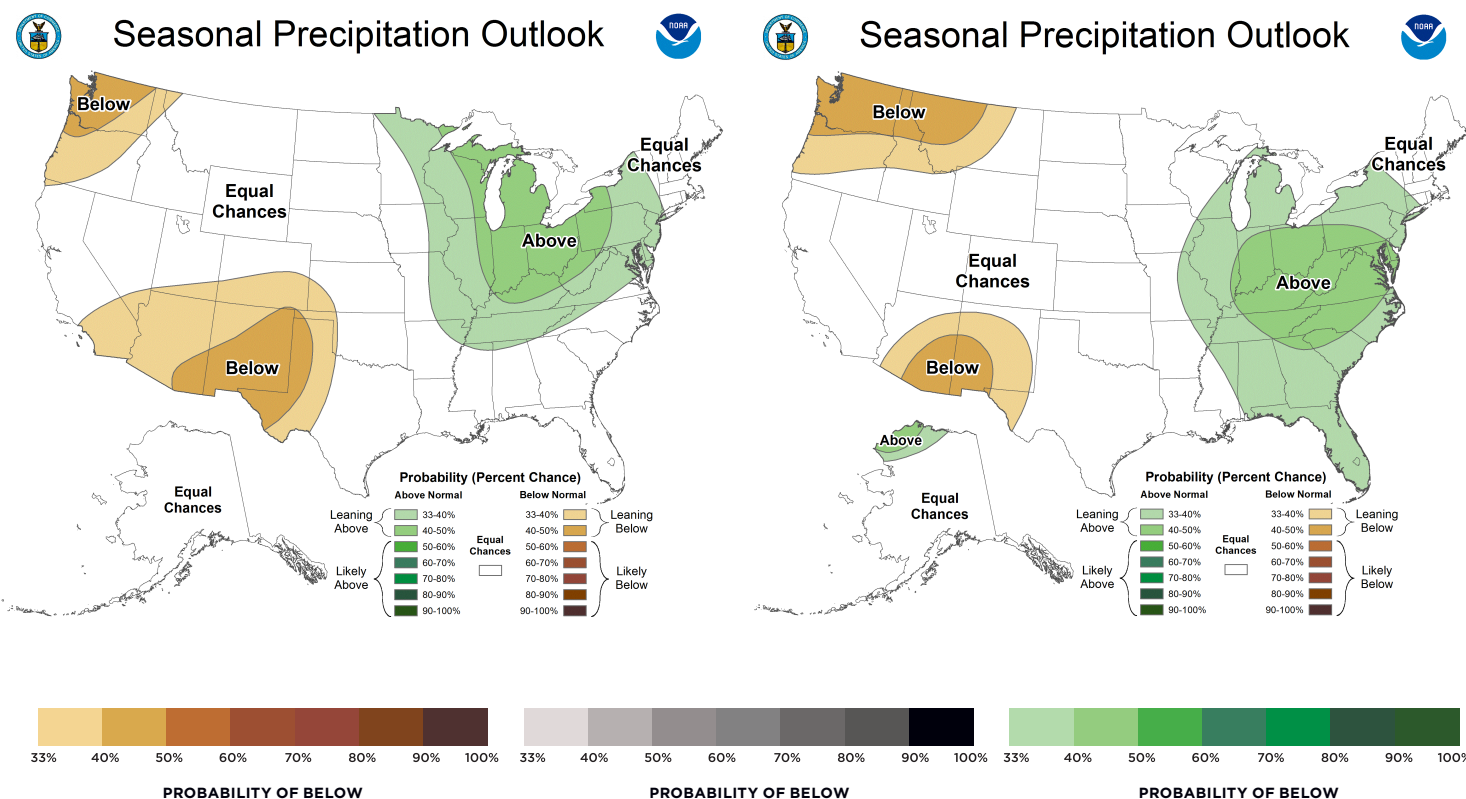 Seasonal Precipitation Outlook
NOAA
Below
Equal
Chances
Equal
Chances
Above
Below
Equal
Chances
Probability (Percent Chance)
Above Normal
Below Normal
Leaning
Above
33-40%
40-50%
50-60%
60-70%
70-80%
80-90%
90-100%
Likely
Above
Equal
Chances
33-40%
40-50%
50-60%
60-70%
70-80%
80-90%
90-100%
Leaning
Below
Likely
Below
Seasonal Precipitation Outlook
NOAA
Below
Equal
Chances
Equal
Chances
Above
Below
Above
Equal
Chances
Probability (Percent Chance)
Above Normal
Below Normal
Leaning
Above
33-40%
40-50%
50-60%
60-70%
70-80%
80-90%
90-100%
Likely
Above
Equal
Chances
33-40%
40-50%
50-60%
60-70%
70-80%
80-90%
90-100%
Leaning
Below
Likely
Below
33% 40% 50% 60% 70% 80% 90% 100%
PROBABILITY OF BELOW
33% 40% 50% 60% 70% 80% 90% 100%
PROBABILITY OF BELOW
33% 40% 50% 60% 70% 80% 90% 100%
PROBABILITY OF BELOW